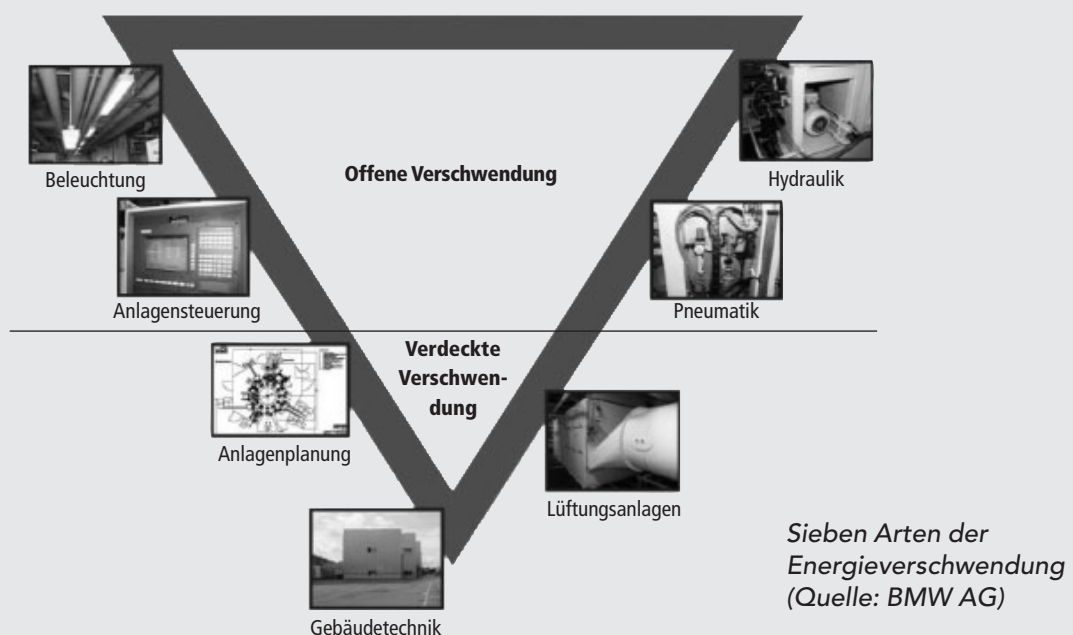 Beleuchtung
Offene Verschwendung
Hydraulik
Anlagensteuerung
Pneumatik
Verdeckte
Verschwen-
dung
Anlagenplanung
Lüftungsanlagen
Gebäudetechnik
Sieben Arten der
Energieverschwendung
(Quelle: BMW AG)